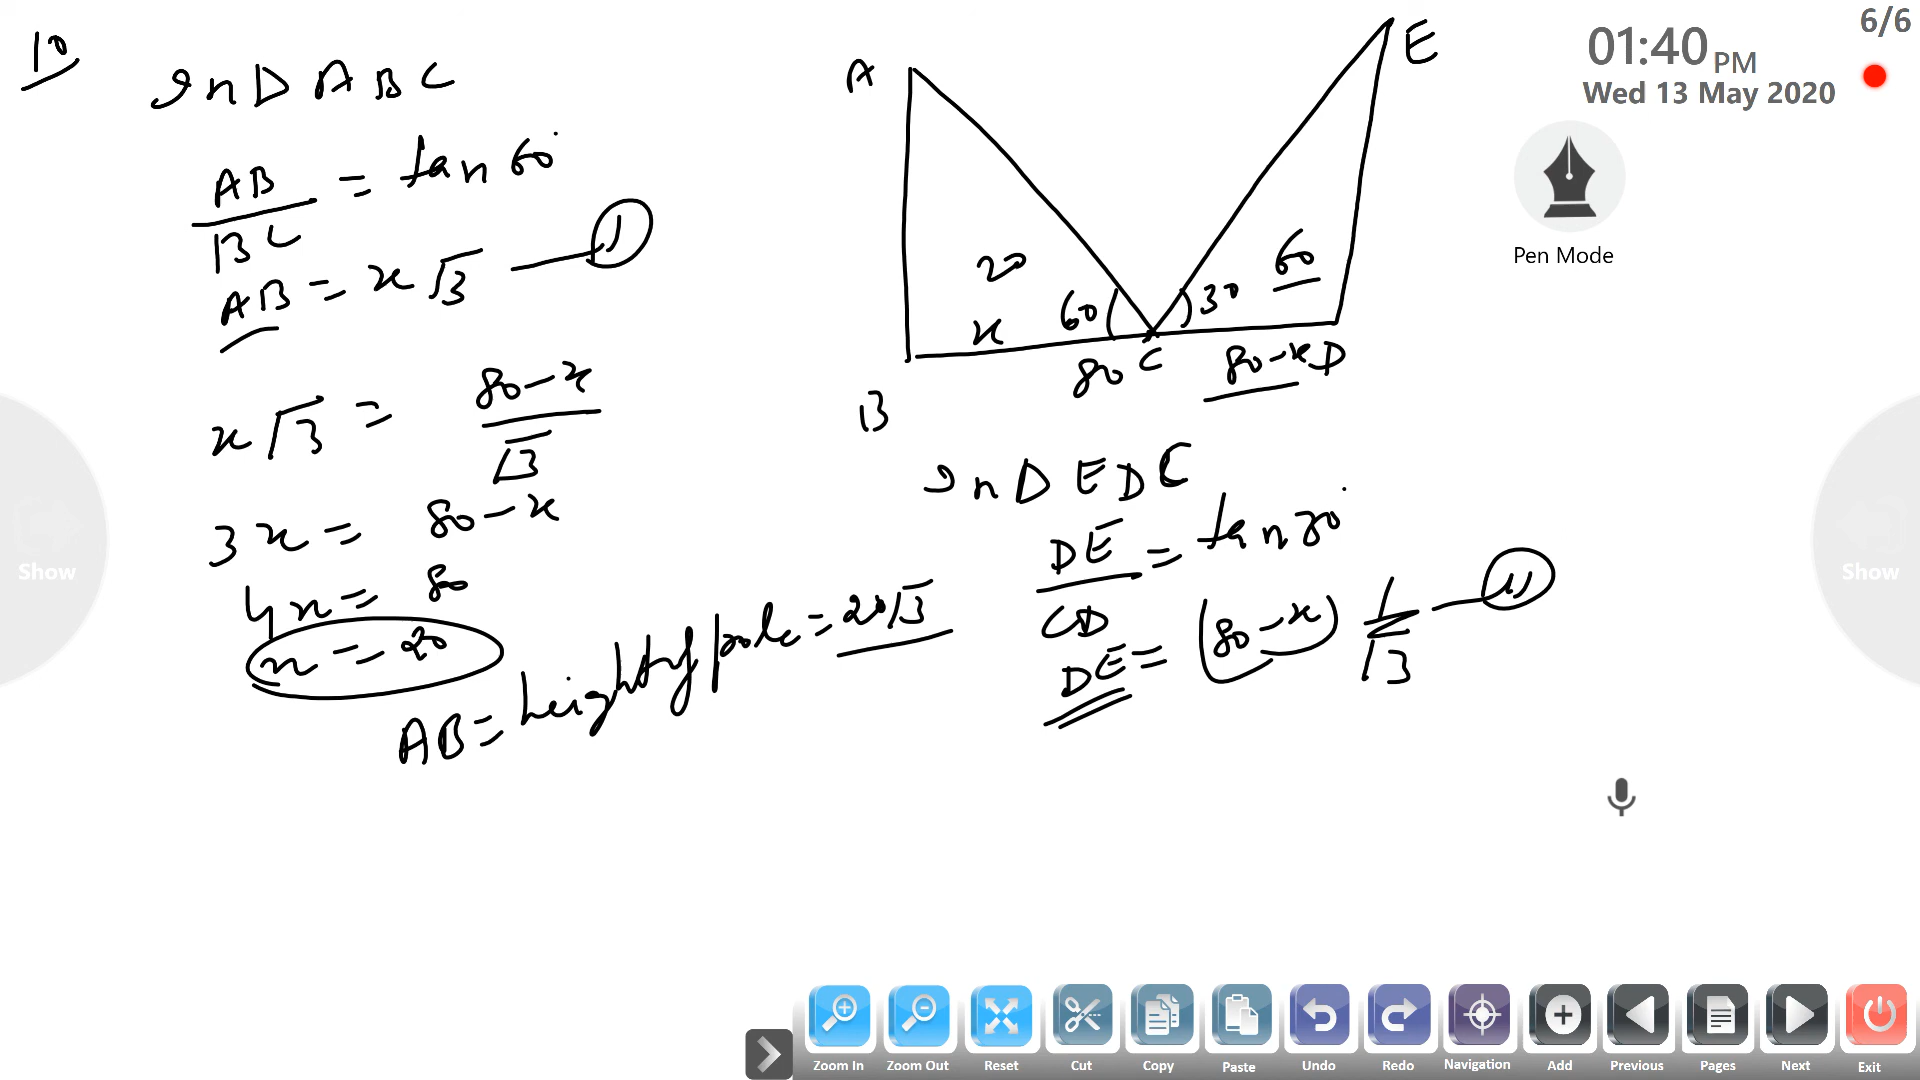 10
In Δ ABC
AB/BC = tan 60°
AB = x√3 — (1)
x√3 = 80-x/√3
3x = 80-x
4x = 80
x = 20
AB = height of pole = 20√3
A
E
20
x
60
30
60
80
C
80-x
D
B
In Δ EDC
DE/CD = tan 30°
DE = (80-x) 1/√3 — (11)
6/6
01:40 PM
Wed 13 May 2020
Pen Mode
Show
Show
Zoom In
Zoom Out
Reset
Cut
Copy
Paste
Undo
Redo
Navigation
Add
Previous
Pages
Next
Exit